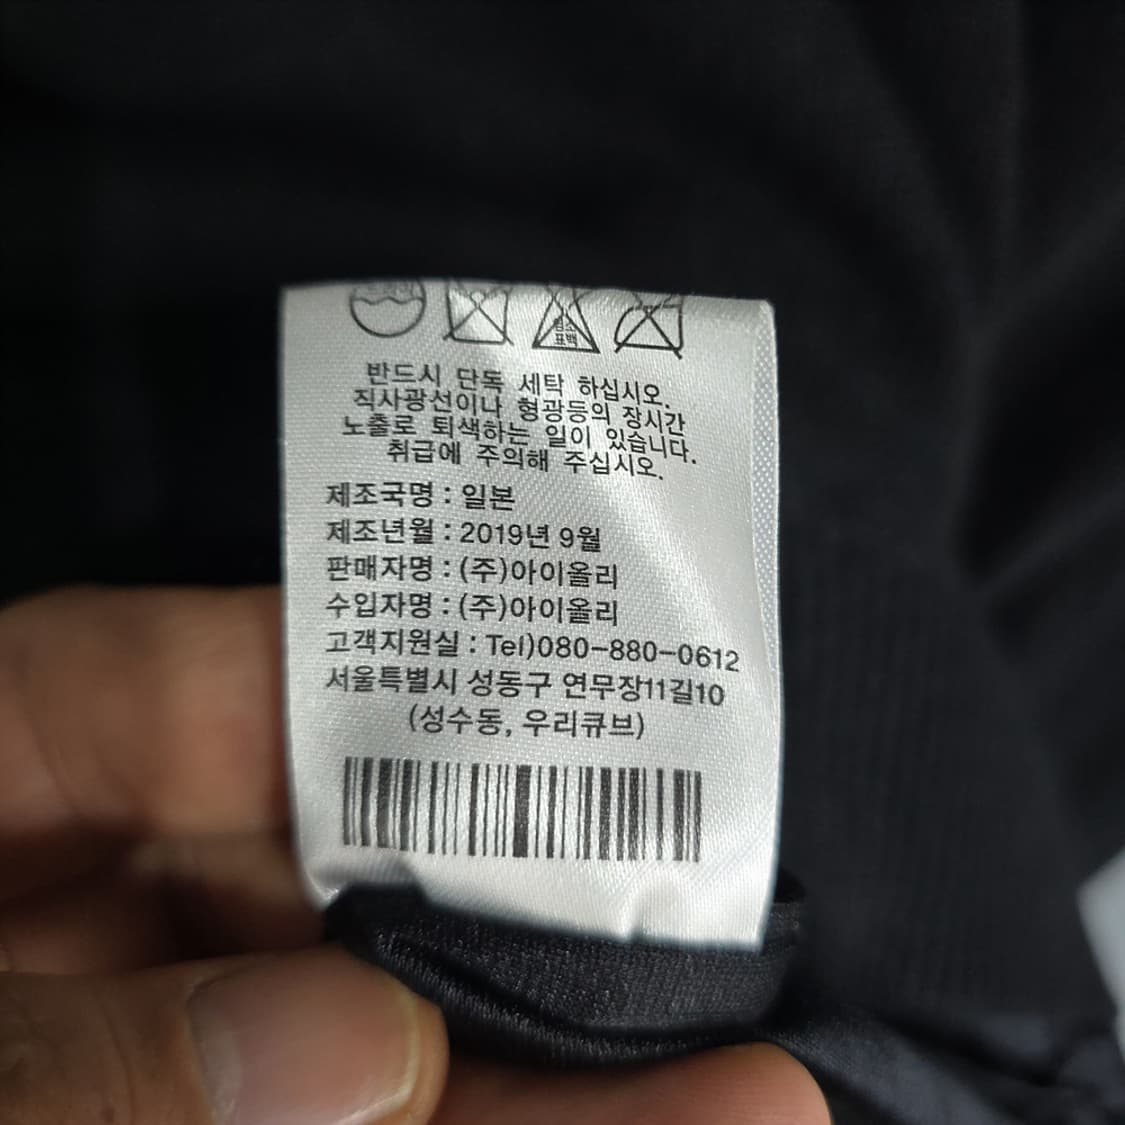 염소
표백
반드시 단독 세탁 하십시오.
직사광선이나 형광등의 장시간
노출로 퇴색하는 일이 있습니다.
취급에 주의해 주십시오.
제조국명 : 일본
제조년월 : 2019년 9월
판매자명 : (주)아이올리
수입자명 : (주)아이올리
고객지원실 : Tel)080-880-0612
서울특별시 성동구 연무장11길10
(성수동, 우리큐브)